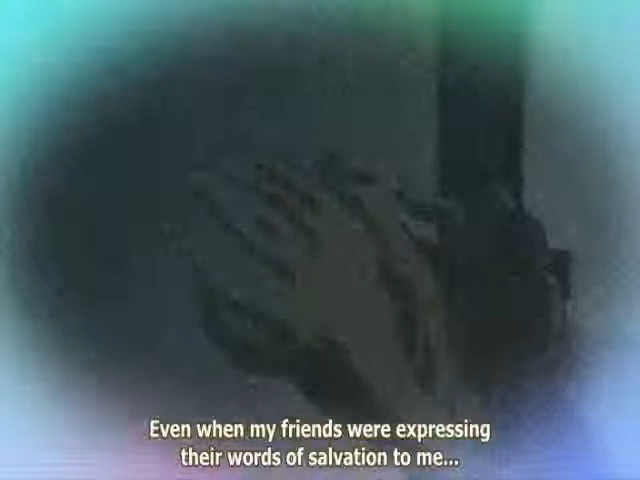 Even when my friends were expressing
their words of salvation to me...